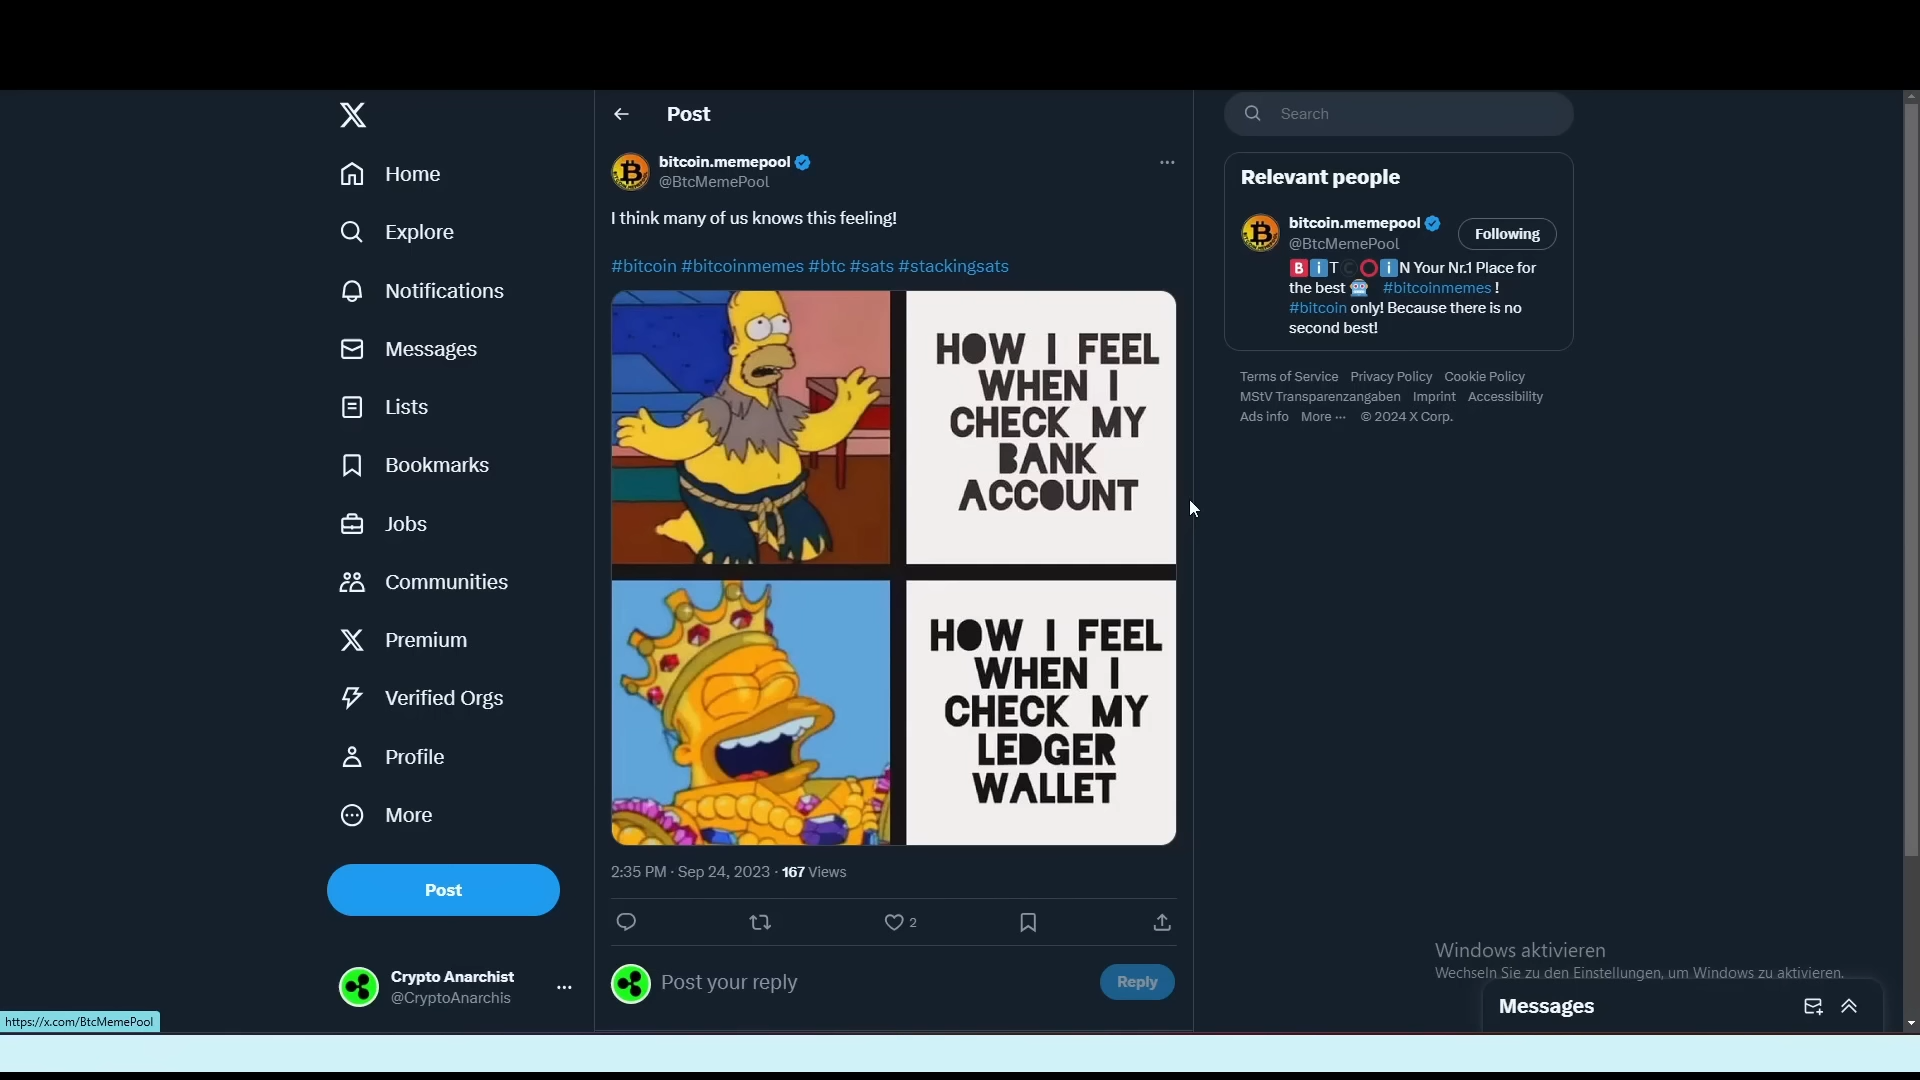 Post
Search
bitcoin.memepool
@BtcMemePool
I think many of us knows this feeling!
#bitcoin #bitcoinmemes #btc #sats #stackingsats
HOW I FEEL
WHEN I
CHECK MY
BANK
ACCOUNT
HOW I FEEL
WHEN I
CHECK MY
LEDGER
WALLET
2:35 PM · Sep 24, 2023 · 167 Views
2
Post your reply
Reply
Home
Explore
Notifications
Messages
Lists
Bookmarks
Jobs
Communities
Premium
Verified Orgs
Profile
More
Post
Crypto Anarchist
@CryptoAnarchis
https://x.com/BtcMemePool
Relevant people
bitcoin.memepool
@BtcMemePool
Following
🅱️ℹ️T©️⭕ℹ️N Your Nr.1 Place for
the best 🤖 #bitcoinmemes !
#bitcoin only! Because there is no
second best!
Terms of Service Privacy Policy Cookie Policy
MStV Transparenzangaben Imprint Accessibility
Ads info More ··· © 2024 X Corp.
Windows aktivieren
Wechseln Sie zu den Einstellungen, um Windows zu aktivieren.
Messages